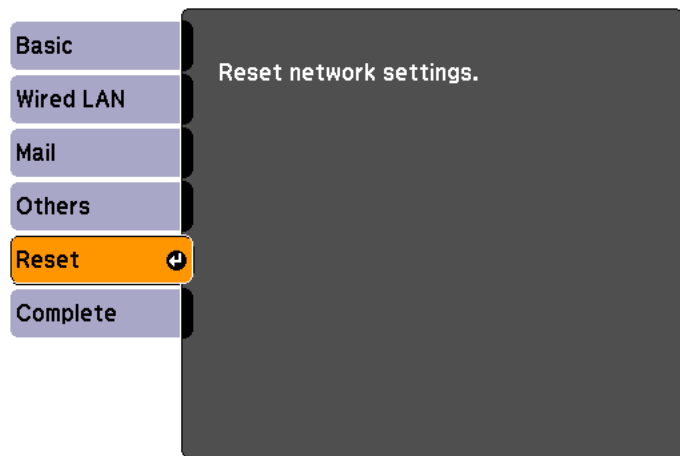 Basic
Wired LAN
Mail
Others
Reset
Complete
Reset network settings.